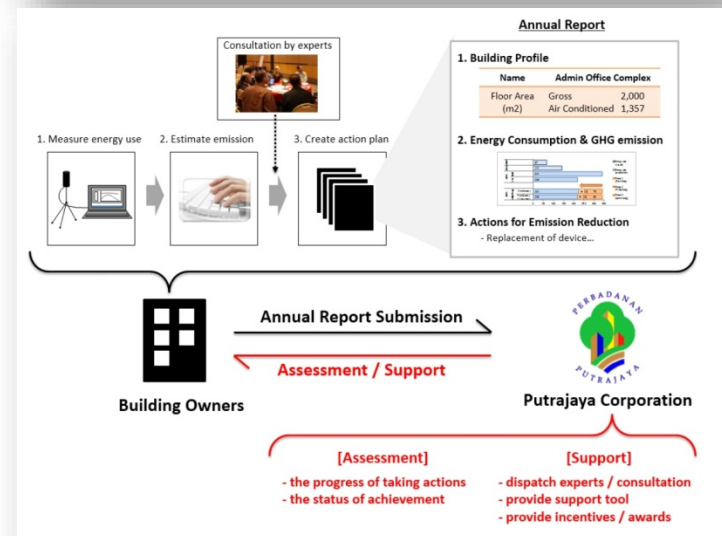 Annual Report
Consultation by experts
1. Building Profile
Name Admin Office Complex
Floor Area Gross 2,000
(m2) Air Conditioned 1,357
1. Measure energy use 2. Estimate emission 3. Create action plan
2. Energy Consumption & GHG emission
3. Actions for Emission Reduction
- Replacement of device...
Annual Report Submission
Assessment / Support
PERBADANAN
PUTRAJAYA
Building Owners
Putrajaya Corporation
[Assessment]
- the progress of taking actions
- the status of achievement
[Support]
- dispatch experts / consultation
- provide support tool
- provide incentives / awards